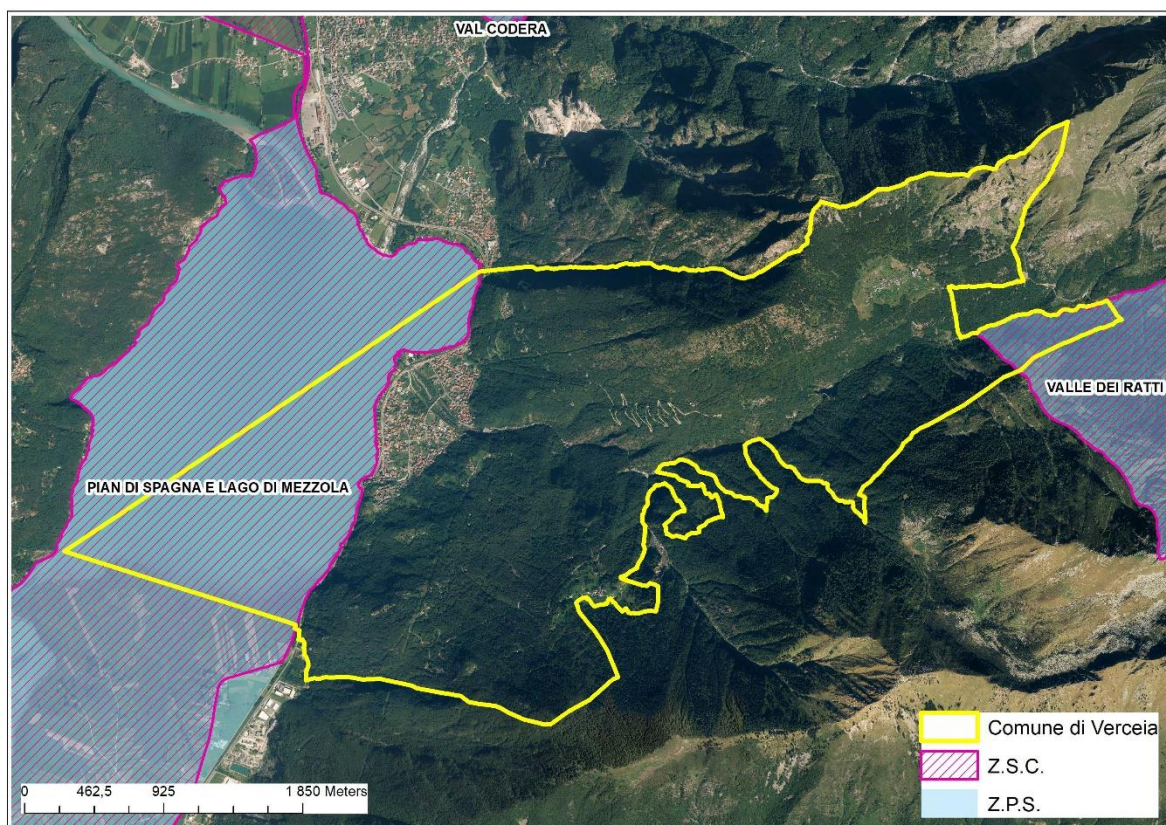 VAL CODERA
VALLE DEI RATTI
PIAN DI SPAGNA E LAGO DI MEZZOLA
Comune di Verceia
Z.S.C.
Z.P.S.
0 462,5 925 1 850 Meters